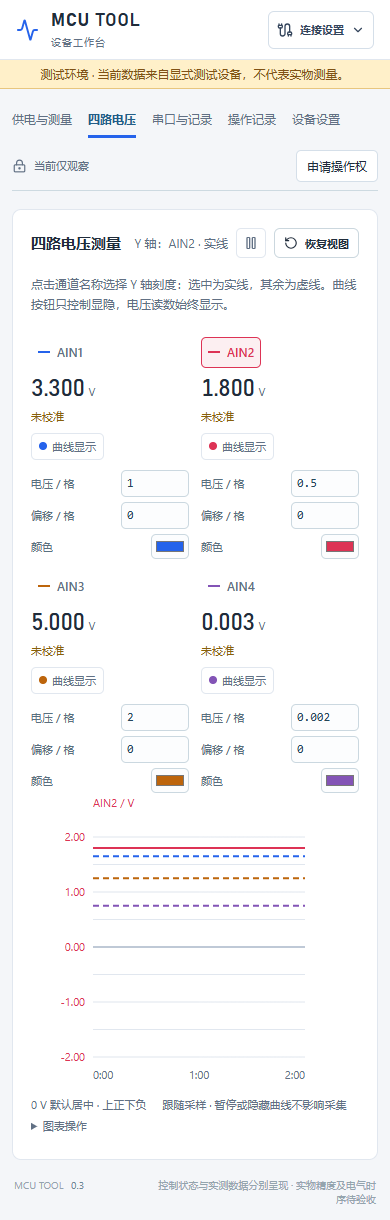 MCU TOOL
设备工作台
连接设置
测试环境 · 当前数据来自显式测试设备，不代表实物测量。
供电与测量 四路电压 串口与记录 操作记录 设备设置
当前仅观察 申请操作权
四路电压测量 Y 轴：AIN2 · 实线 恢复视图
点击通道名称选择 Y 轴刻度：选中为实线，其余为虚线。曲线
按钮只控制显隐，电压读数始终显示。
AIN1 AIN2
3.300 V 1.800 V
未校准 未校准
曲线显示 曲线显示
电压 / 格 1 电压 / 格 0.5
偏移 / 格 0 偏移 / 格 0
颜色 颜色
AIN3 AIN4
5.000 V 0.003 V
未校准 未校准
曲线显示 曲线显示
电压 / 格 2 电压 / 格 0.002
偏移 / 格 0 偏移 / 格 0
颜色 颜色
AIN2 / V
2.00
1.00
0.00
-1.00
-2.00
0:00 1:00 2:00
0 V 默认居中 · 上正下负 跟随采样 · 暂停或隐藏曲线不影响采集
图表操作
MCU TOOL 0.3 控制状态与实测数据分别呈现 · 实物精度及电气时
序待验收